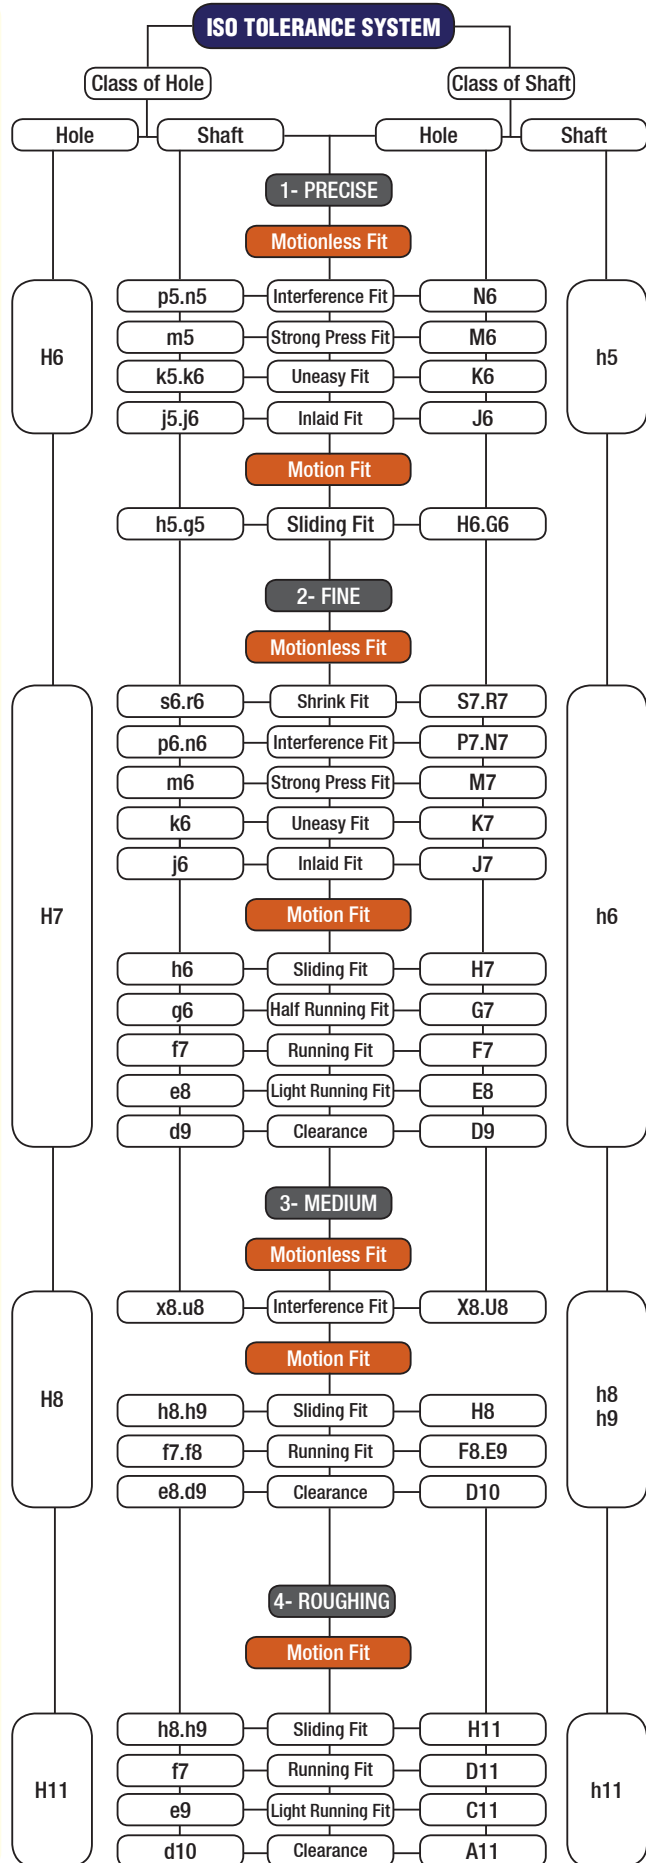 ISO TOLERANCE SYSTEM
Class of Hole
Class of Shaft
Hole
Shaft
Hole
Shaft
1- PRECISE
Motionless Fit
p5.n5 Interference Fit N6
m5 Strong Press Fit M6
H6
h5
k5.k6 Uneasy Fit K6
j5.j6 Inlaid Fit J6
Motion Fit
h5.g5 Sliding Fit H6.G6
2- FINE
Motionless Fit
s6.r6 Shrink Fit S7.R7
p6.n6 Interference Fit P7.N7
m6 Strong Press Fit M7
k6 Uneasy Fit K7
j6 Inlaid Fit J7
H7
Motion Fit
h6
h6 Sliding Fit H7
g6 Half Running Fit G7
f7 Running Fit F7
e8 Light Running Fit E8
d9 Clearance D9
3- MEDIUM
Motionless Fit
x8.u8 Interference Fit X8.U8
Motion Fit
H8
h8
h9
h8.h9 Sliding Fit H8
f7.f8 Running Fit F8.E9
e8.d9 Clearance D10
4- ROUGHING
Motion Fit
h8.h9 Sliding Fit H11
f7 Running Fit D11
H11
h11
e9 Light Running Fit C11
d10 Clearance A11